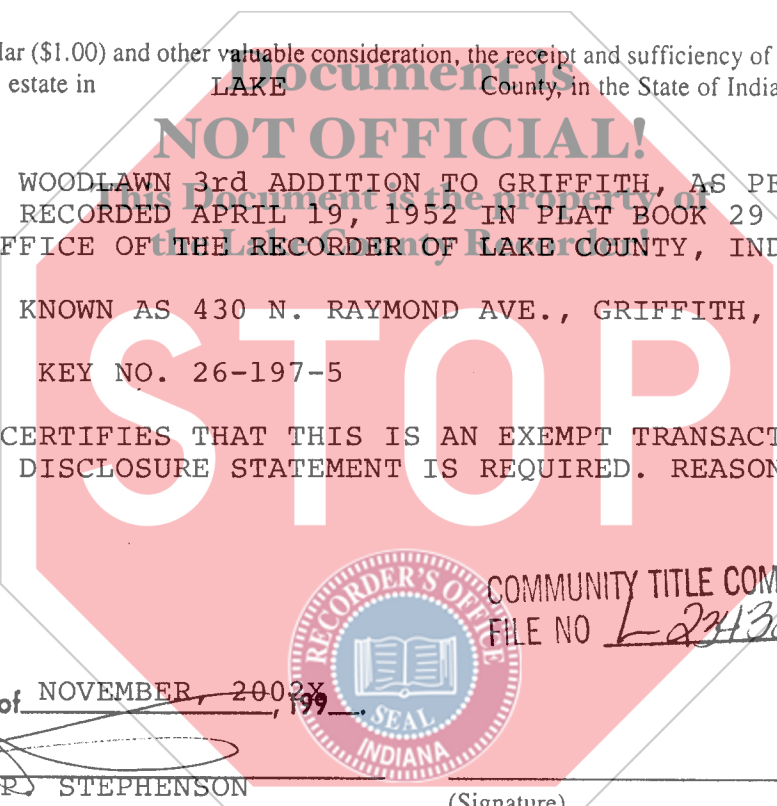 lar ($1.00) and other valuable consideration, the receipt and sufficiency of
estate in LAKE County, in the State of India
Document is
NOT OFFICIAL!
This Document is the property of
the Lake County Recorder!
WOODLAWN 3rd ADDITION TO GRIFFITH, AS PE
RECORDED APRIL 19, 1952 IN PLAT BOOK 29
FFICE OF THE RECORDER OF LAKE COUNTY, IND
KNOWN AS 430 N. RAYMOND AVE., GRIFFITH,
KEY NO. 26-197-5
STOP
CERTIFIES THAT THIS IS AN EXEMPT TRANSACT
DISCLOSURE STATEMENT IS REQUIRED. REASON
COMMUNITY TITLE COM
FILE NO L-2243
RECORDER'S OFFICE
SEAL
INDIANA
of NOVEMBER, 2002X, 199__.
R. STEPHENSON
(Signature)